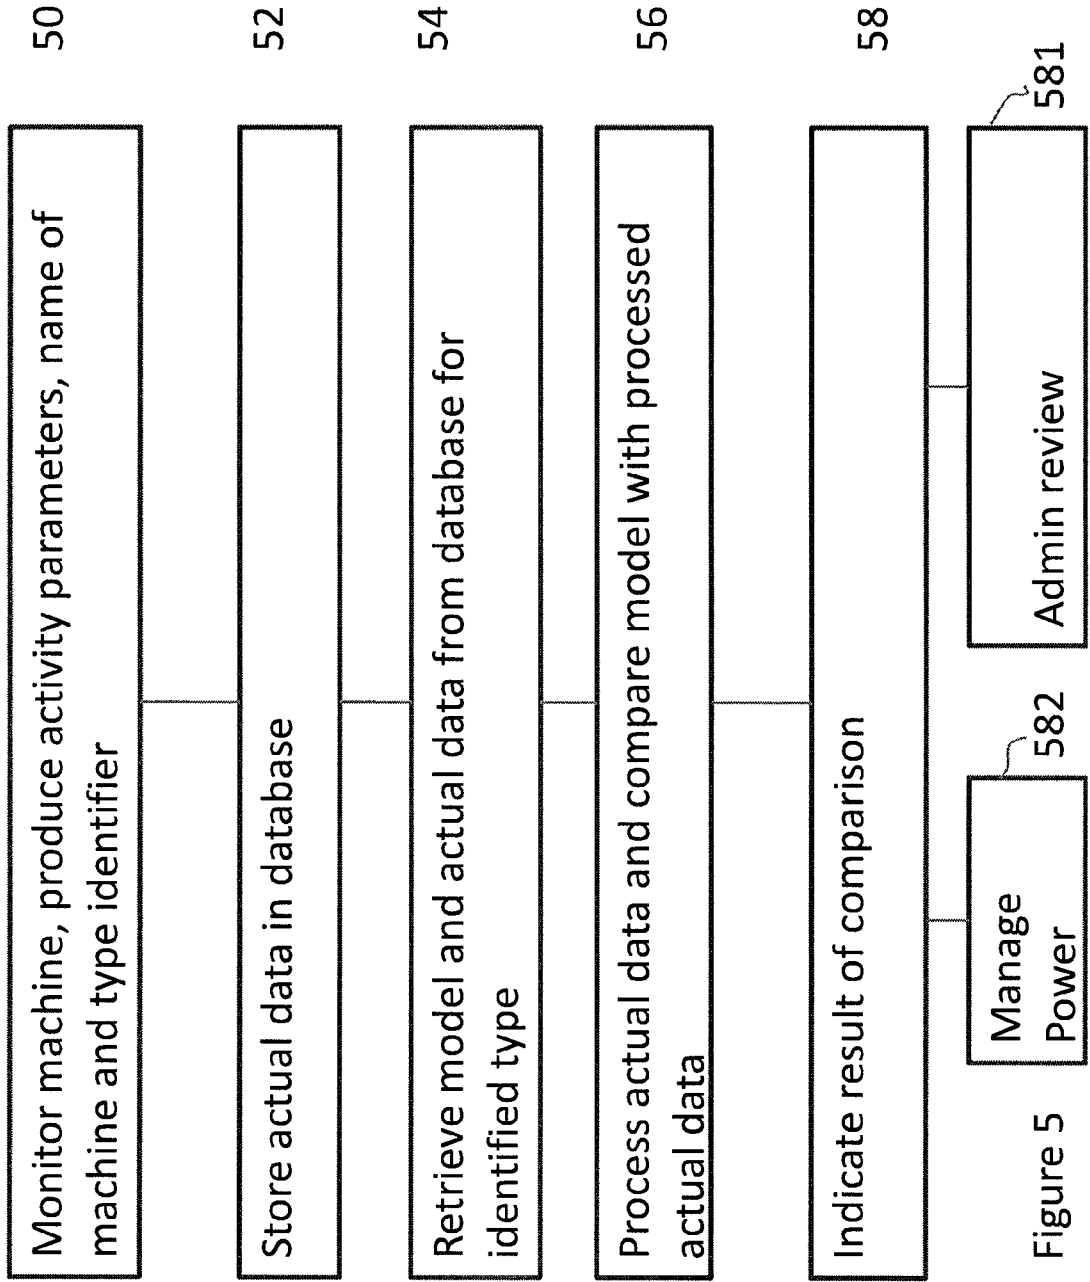 Monitor machine, produce activity parameters, name of
machine and type identifier
50
Store actual data in database
52
Retrieve model and actual data from database for
identified type
54
Process actual data and compare model with processed
actual data
56
Indicate result of comparison
58
Manage
Power
582
Admin review
581
Figure 5